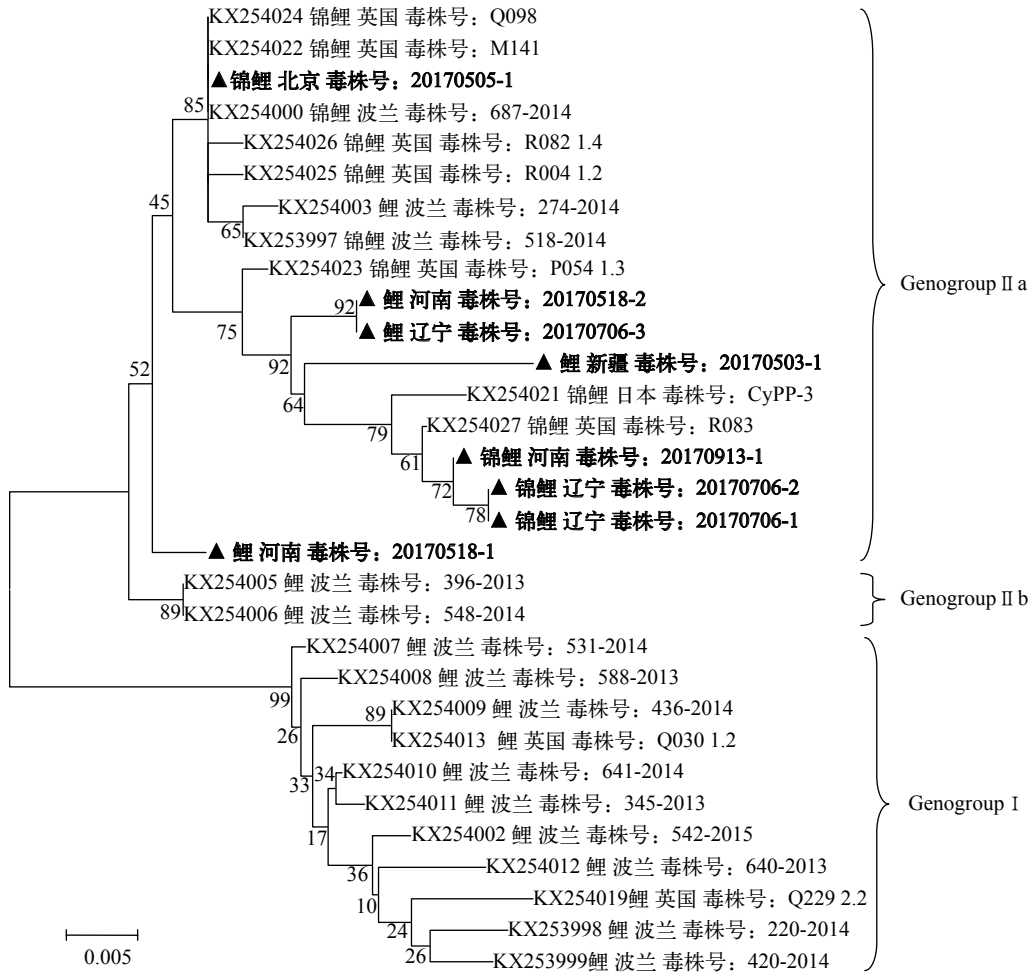 KX254024 锦鲤 英国 毒株号：Q098
KX254022 锦鲤 英国 毒株号：M141
▲锦鲤 北京 毒株号：20170505-1
85
KX254000 锦鲤 波兰 毒株号：687-2014
KX254026 锦鲤 英国 毒株号：R082 1.4
KX254025 锦鲤 英国 毒株号：R004 1.2
45
KX254003 鲤 波兰 毒株号：274-2014
65
KX253997 锦鲤 波兰 毒株号：518-2014
KX254023 锦鲤 英国 毒株号：P054 1.3
Genogroup Ⅱ a
92
▲ 鲤 河南 毒株号：20170518-2
75
▲ 鲤 辽宁 毒株号：20170706-3
92
▲ 鲤 新疆 毒株号：20170503-1
52
KX254021 锦鲤 日本 毒株号：CyPP-3
64
KX254027 锦鲤 英国 毒株号：R083
79
▲ 锦鲤 河南 毒株号：20170913-1
61
▲ 锦鲤 辽宁 毒株号：20170706-2
72
▲ 锦鲤 辽宁 毒株号：20170706-1
78
▲ 鲤 河南 毒株号：20170518-1
KX254005 鲤 波兰 毒株号：396-2013
Genogroup Ⅱ b
89
KX254006 鲤 波兰 毒株号：548-2014
KX254007 鲤 波兰 毒株号：531-2014
KX254008 鲤 波兰 毒株号：588-2013
99
KX254009 鲤 波兰 毒株号：436-2014
89
26
KX254013 鲤 英国 毒株号：Q030 1.2
KX254010 鲤 波兰 毒株号：641-2014
34
33
KX254011 鲤 波兰 毒株号：345-2013
Genogroup Ⅰ
17
KX254002 鲤 波兰 毒株号：542-2015
36
KX254012 鲤 波兰 毒株号：640-2013
10
KX254019鲤 英国 毒株号：Q229 2.2
24
KX253998 鲤 波兰 毒株号：220-2014
26
KX253999鲤 波兰 毒株号：420-2014
0.005